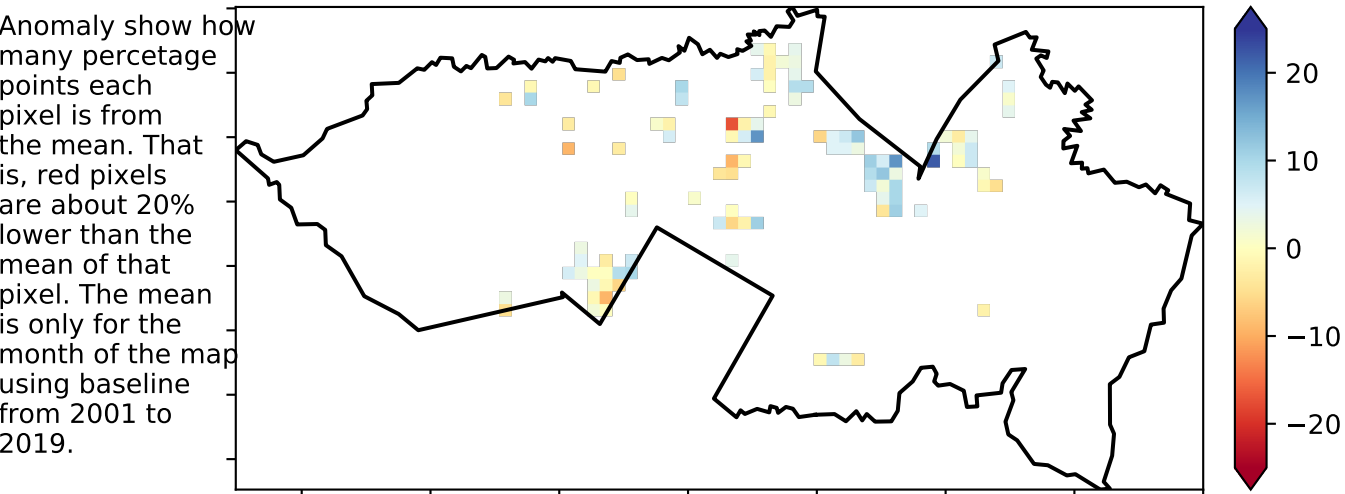 Anomaly show how
many percetage
points each
pixel is from
the mean. That
is, red pixels
are about 20%
lower than the
mean of that
pixel. The mean
is only for the
month of the map
using baseline
from 2001 to
2019.
20
10
0
−10
−20